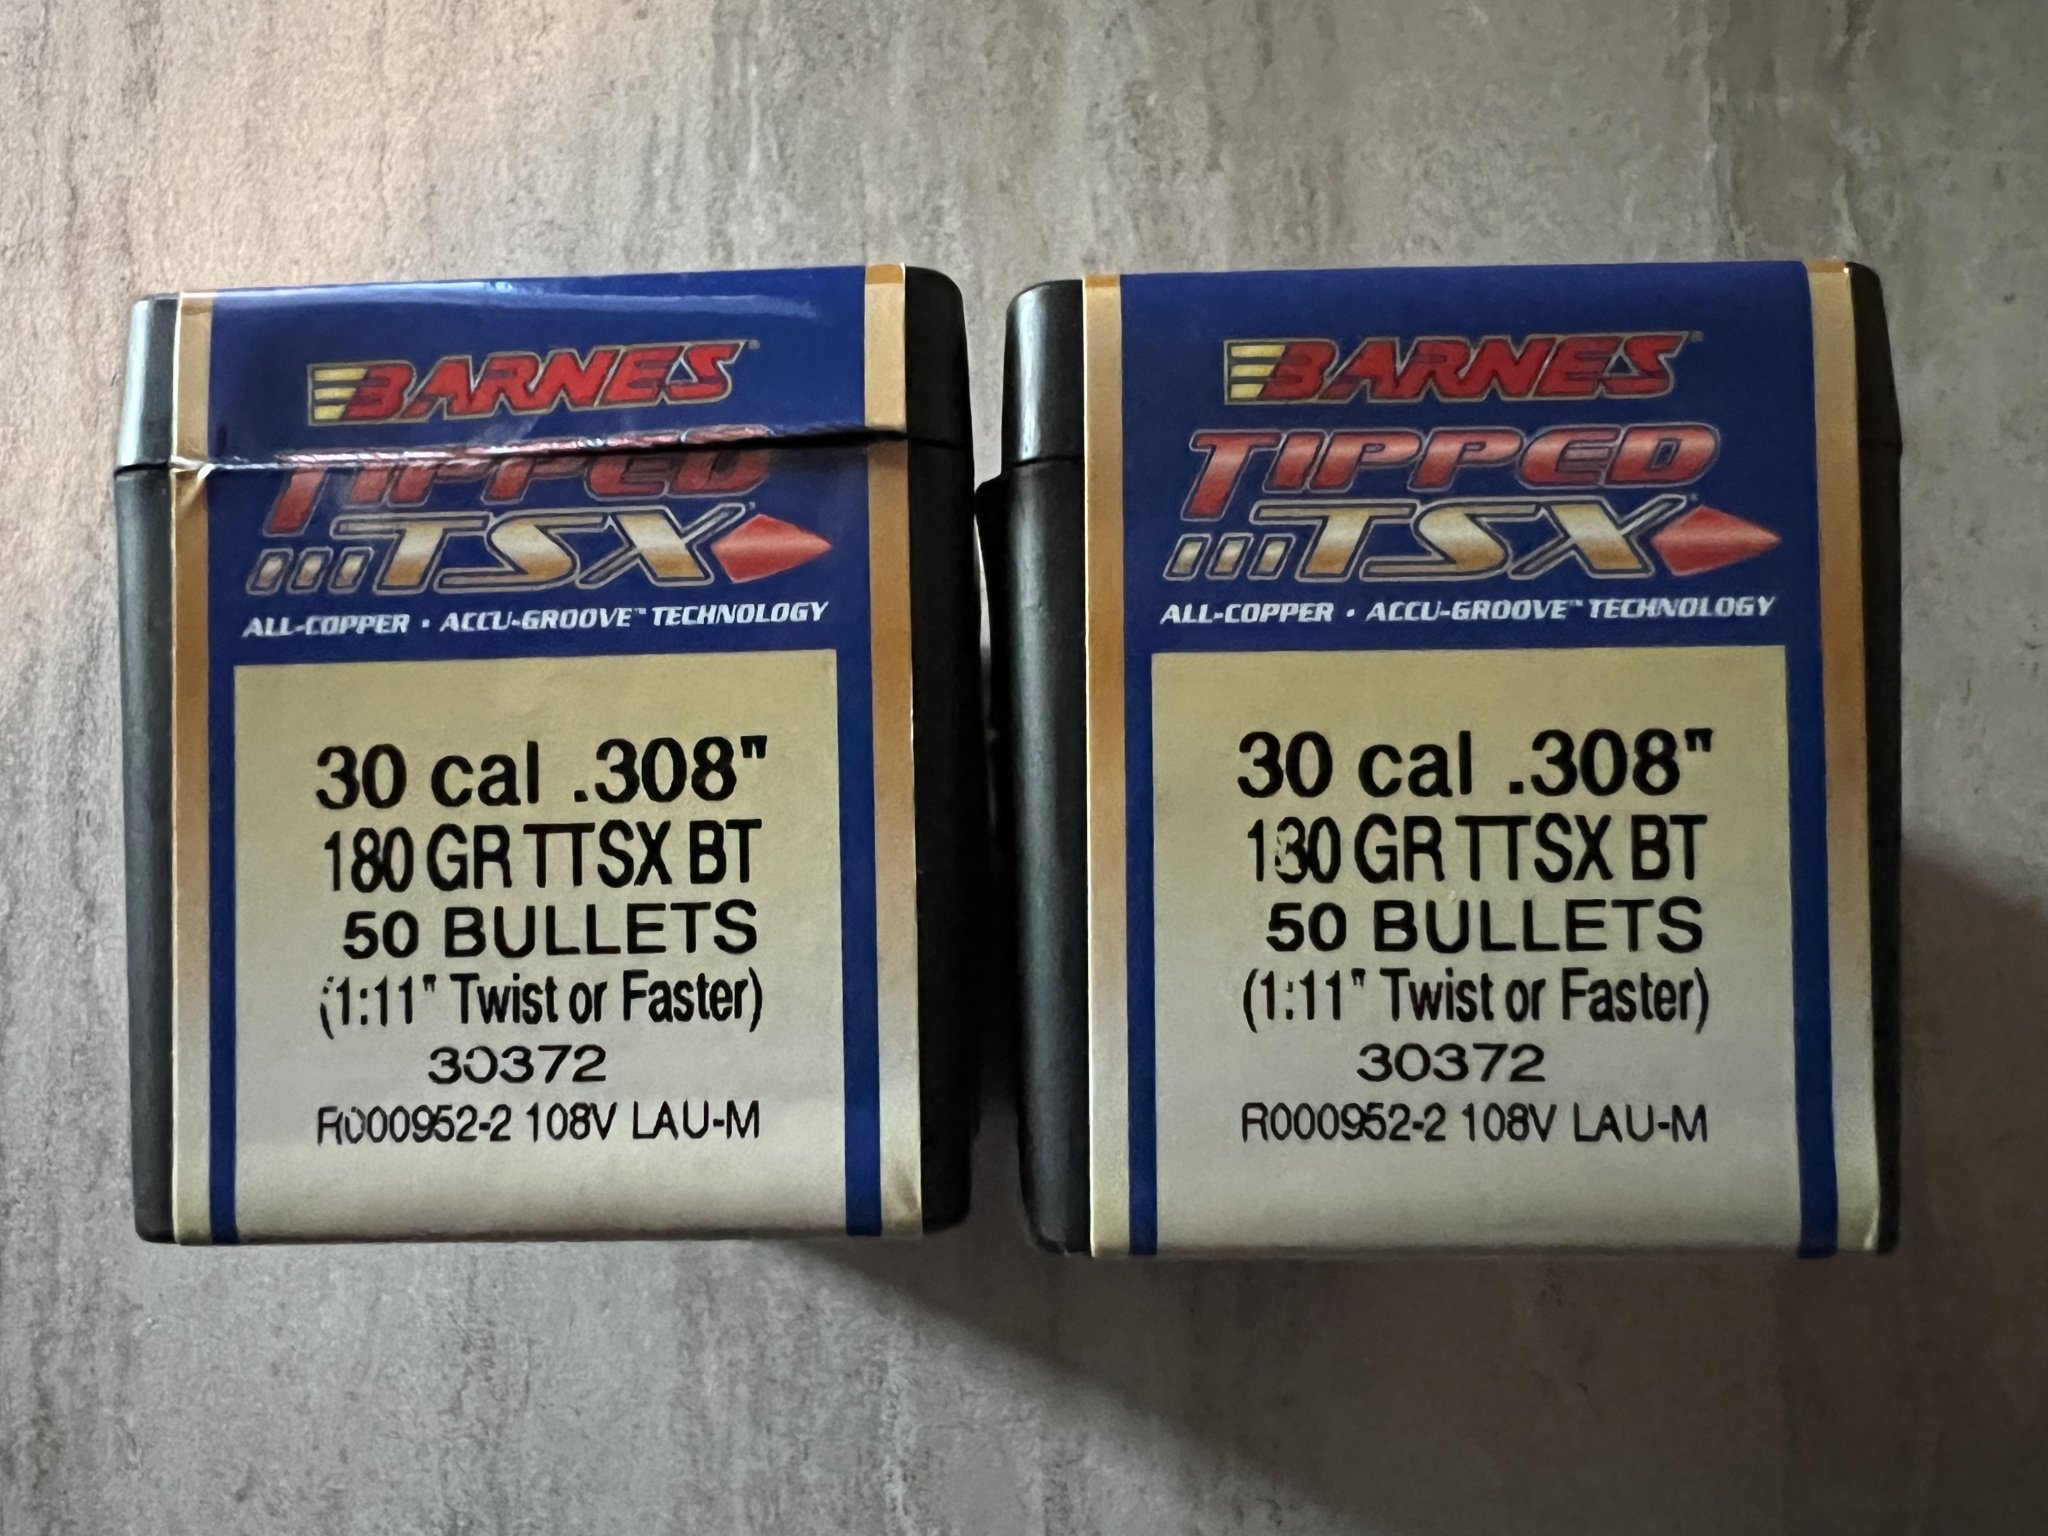 BARNES®
TIPPED
TSX®
ALL-COPPER · ACCU-GROOVE™ TECHNOLOGY
30 cal .308"
180 GR TTSX BT
50 BULLETS
(1:11" Twist or Faster)
30372
R000952-2 108V LAU-M
BARNES®
TIPPED
TSX®
ALL-COPPER · ACCU-GROOVE™ TECHNOLOGY
30 cal .308"
GR TTSX BT
50 BULLETS
(1:11" Twist or Faster)
30372
R000952-2 108V LAU-M